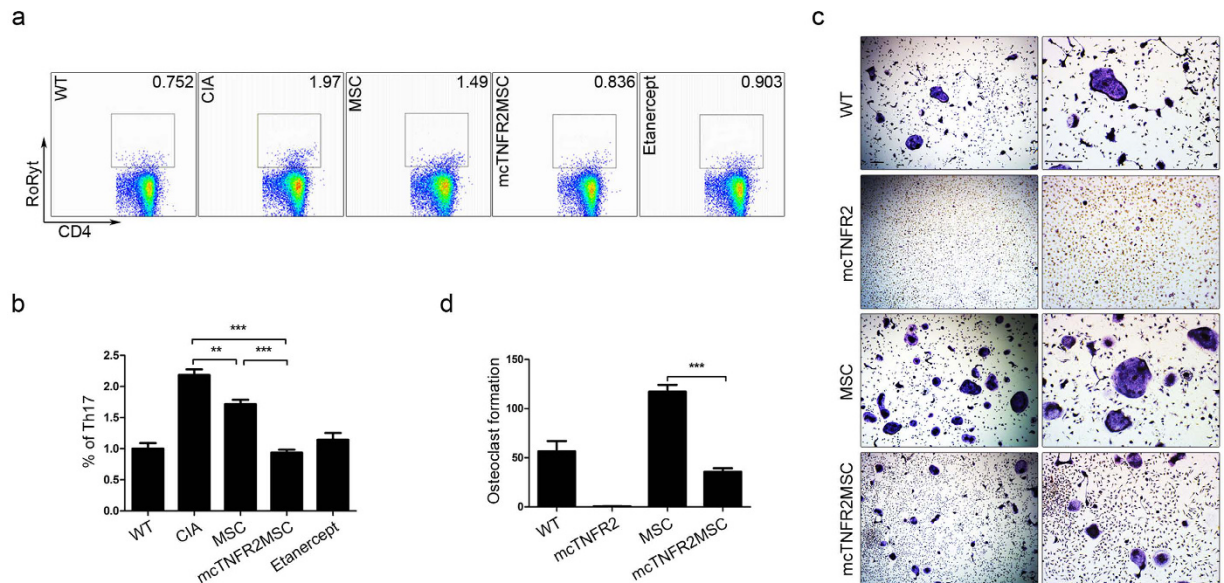 a
WT
0.752
CIA
1.97
MSC
1.49
mcTNFR2MSC
0.836
Etanercept
0.903
RoRyt
CD4
b
% of Th17
2.5
2.0
1.5
1.0
0.5
0.0
***
** ***
WT
CIA
MSC
mcTNFR2MSC
Etanercept
d
Osteoclast formation
150
100
50
0
***
WT
mcTNFR2
MSC
mcTNFR2MSC
c
WT
mcTNFR2
MSC
mcTNFR2MSC